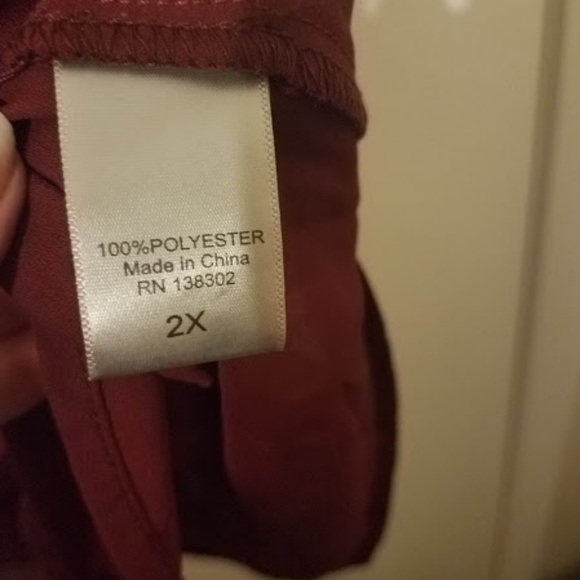 100%POLYESTER
Made in China
RN 138302
2X